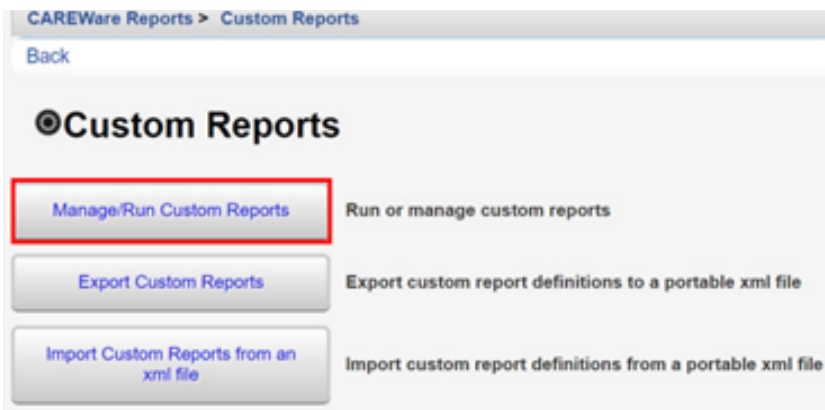 CAREWare Reports > Custom Reports
Back
Custom Reports
Manage/Run Custom Reports
Run or manage custom reports
Export Custom Reports
Export custom report definitions to a portable xml file
Import Custom Reports from an
xml file
Import custom report definitions from a portable xml file